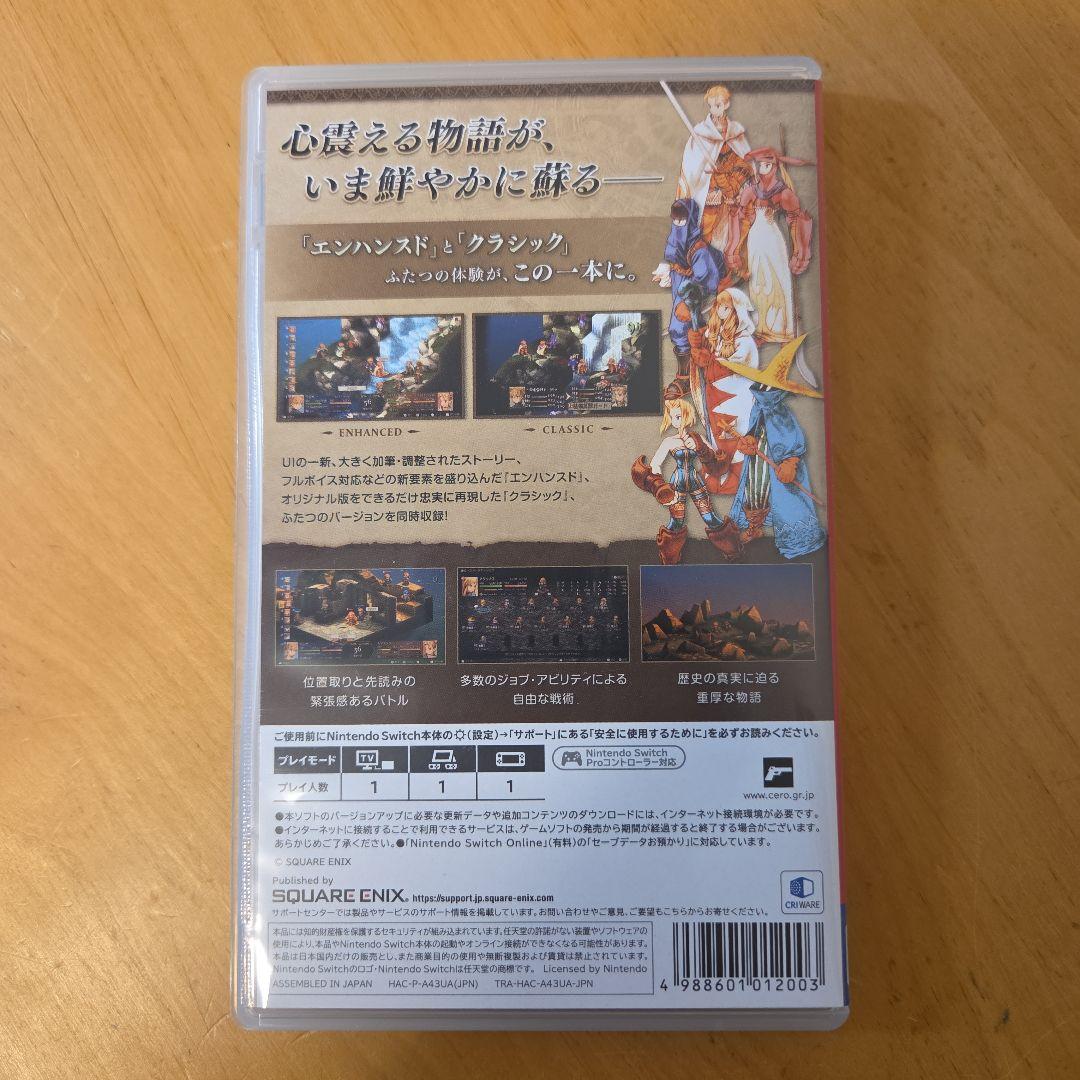 心震える物語が、
いま鮮やかに蘇る――
『エンハンスド』と『クラシック』
ふたつの体験が、この一本に。
ENHANCED
CLASSIC
UIの一新、大きく加筆・調整されたストーリー、
フルボイス対応などの新要素を盛り込んだ『エンハンスド』、
オリジナル版をできるだけ忠実に再現した『クラシック』、
ふたつのバージョンを同時収録!
位置取りと先読みの
緊張感あるバトル
多数のジョブ・アビリティによる
自由な戦術
歴史の真実に迫る
重厚な物語
ご使用前にNintendo Switch本体の(設定)→「サポート」にある「安全に使用するために」を必ずお読みください。
プレイモード TV
Nintendo Switch
Proコントローラー対応
プレイ人数 1 1 1
www.cero.gr.jp
●本ソフトのバージョンアップに必要な更新データや追加コンテンツのダウンロードには、インターネット接続環境が必要です。
●インターネットに接続することで利用できるサービスは、ゲームソフトの発売から期間が経過すると終了する場合がございます。
あらかじめご了承ください。●「Nintendo Switch Online」(有料)の「セーブデータお預かり」に対応しています。
© SQUARE ENIX
Published by
SQUARE ENIX. https://support.jp.square-enix.com
CRIWARE
サポートセンターでは製品やサービスのサポート情報を掲載しています。お問い合わせやご意見、ご要望もこちらからお寄せください。
本品には知的財産権を保護するセキュリティが組み込まれています。任天堂の許諾がない装置やソフトウェアの
使用により、本品やNintendo Switch本体の起動やオンライン接続ができなくなる可能性があります。
本品は日本国内だけの販売とし、また商業目的の使用や無断複製および賃貸は禁止されています。
Nintendo Switchのロゴ・Nintendo Switchは任天堂の商標です。 Licensed by Nintendo
ASSEMBLED IN JAPAN HAC-P-A43UA(JPN) TRA-HAC-A43UA-JPN
4 988601 012003